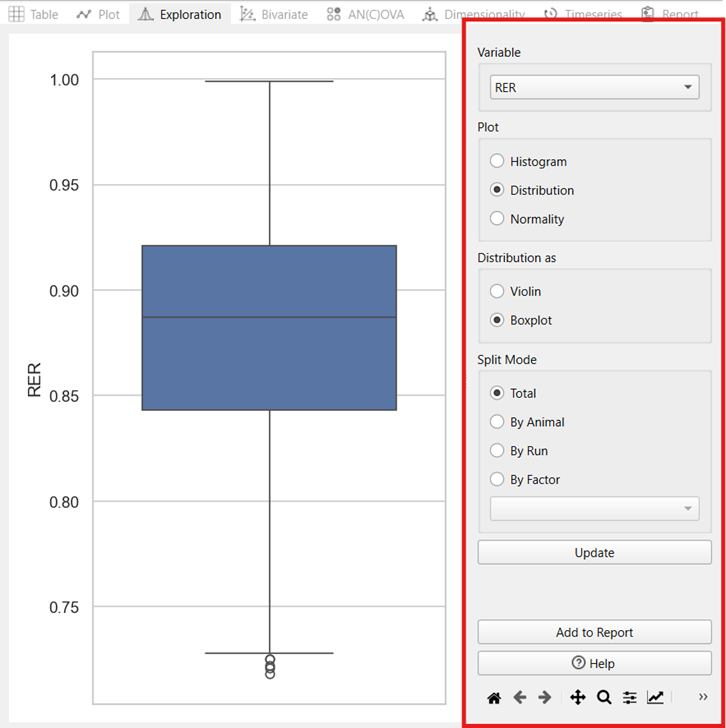 Table Plot Exploration Bivariate AN(C)OVA Dimensionality Timeseries Report
1.00
0.95
0.90
0.85
0.80
0.75
RER
Variable
RER
Plot
Histogram
Distribution
Normality
Distribution as
Violin
Boxplot
Split Mode
Total
By Animal
By Run
By Factor
Update
Add to Report
Help